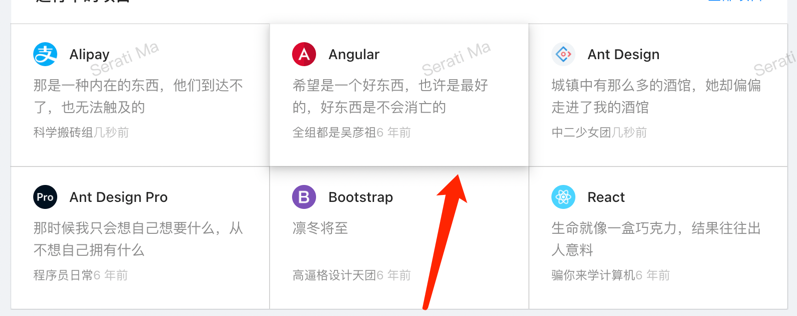 Alipay
Angular
Ant Design
那是一种内在的东西，他们到达不
了，也无法触及的
希望是一个好东西，也许是最好
的，好东西是不会消亡的
城镇中有那么多的酒馆，她却偏偏
走进了我的酒馆
科学搬砖组几秒前
全组都是吴彦祖6 年前
中二少女团几秒前
Serati Ma
Serati Ma
Serati
Pro
Ant Design Pro
B
Bootstrap
React
那时候我只会想自己想要什么，从
不想自己拥有什么
凛冬将至
生命就像一盒巧克力，结果往往出
人意料
程序员日常6 年前
高逼格设计天团6 年前
骗你来学计算机6 年前